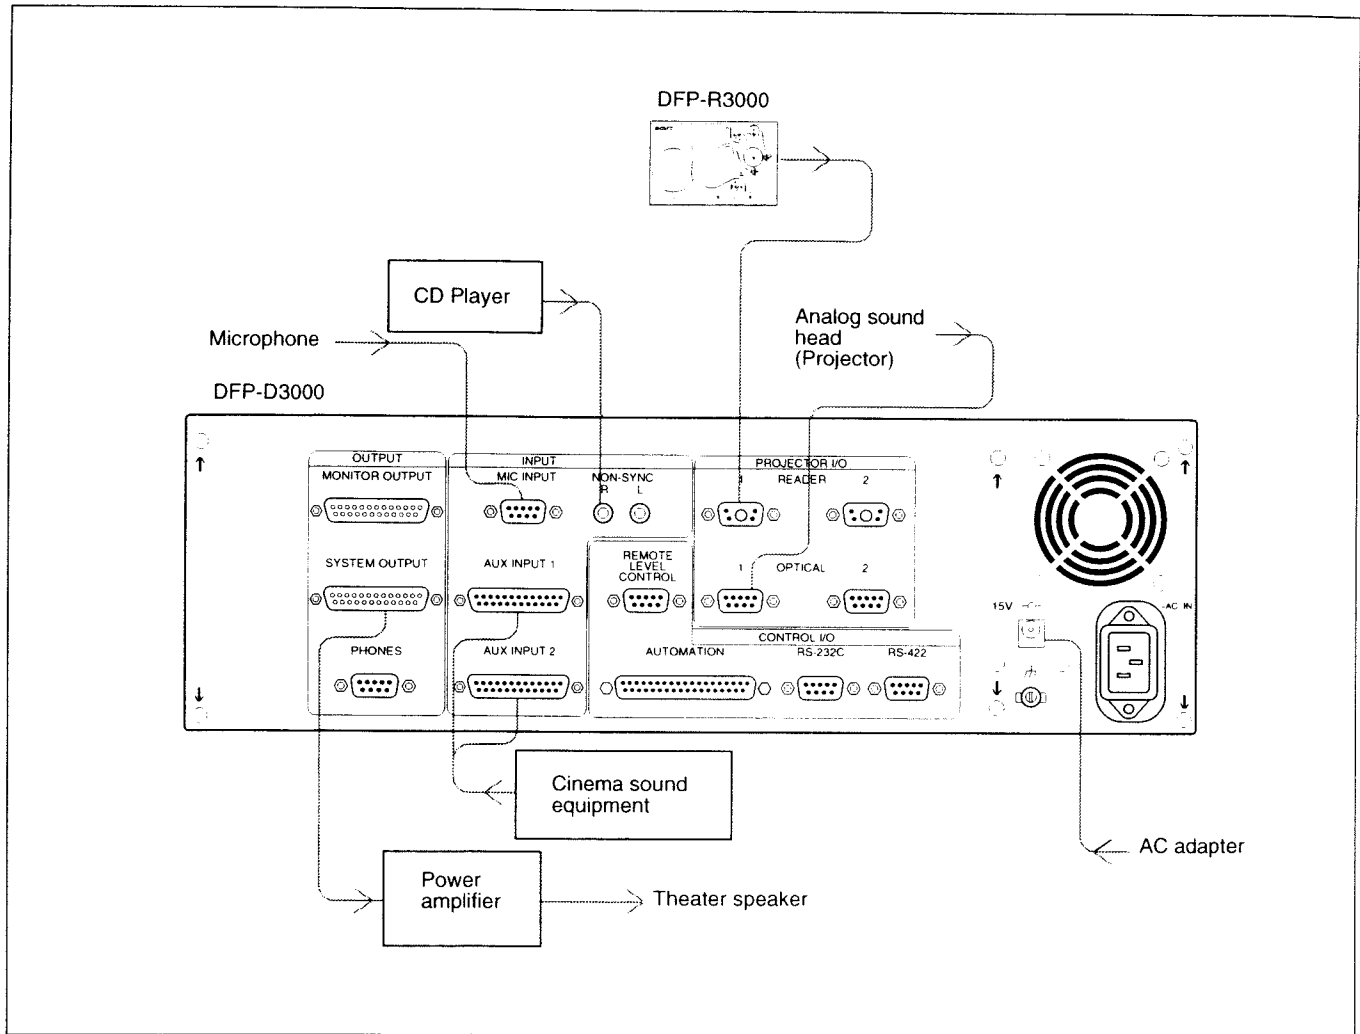 DFP-R3000
CD Player
Microphone
Analog sound
head
(Projector)
DFP-D3000
OUTPUT
INPUT
PROJECTOR I/O
MONITOR OUTPUT
MIC INPUT
NON-SYNC
R L
1 READER 2
SYSTEM OUTPUT
AUX INPUT 1
REMOTE
LEVEL
CONTROL
1 OPTICAL 2
15V
~AC IN
CONTROL I/O
PHONES
AUX INPUT 2
AUTOMATION
RS-232C
RS-422
Cinema sound
equipment
AC adapter
Power
amplifier
Theater speaker